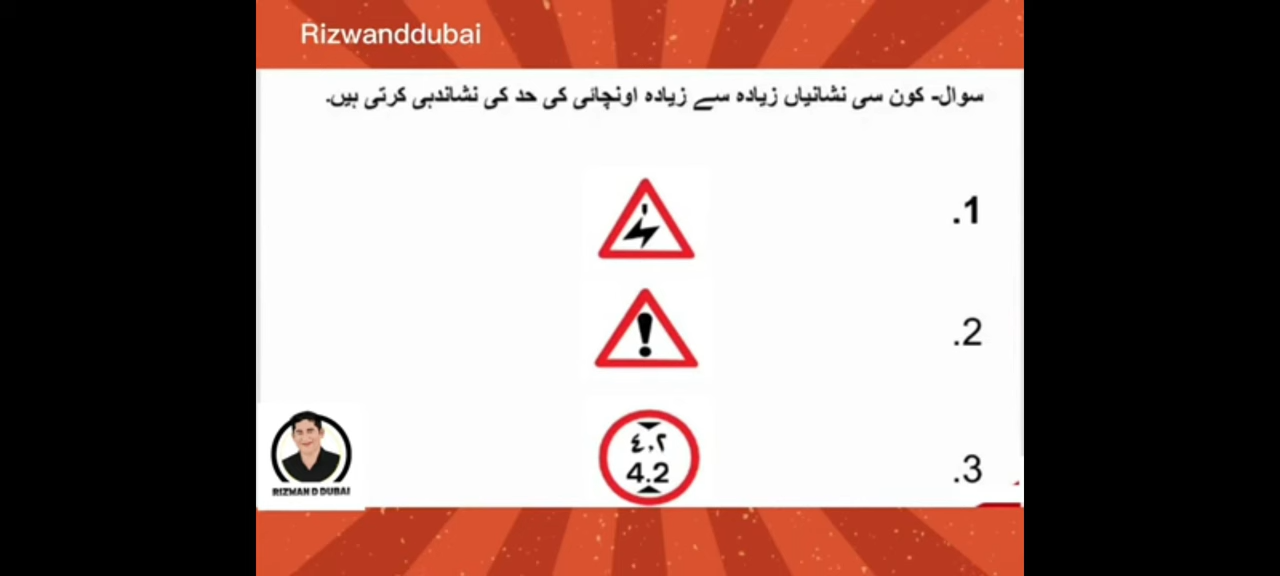 Rizwanddubai
سوال- کون سی نشانیاں زیادہ سے زیادہ اونچائی کی حد کی نشاندہی کرتی ہیں.
.1
.2
٤.٢
4.2
.3
RIZWAN D DUBAI